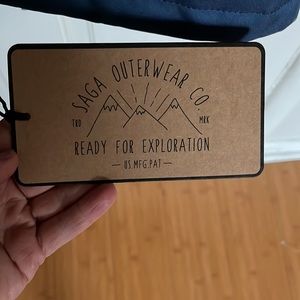 SAGA OUTERWEAR CO.
TRD MRK
READY FOR EXPLORATION
— US.MFG.PAT —